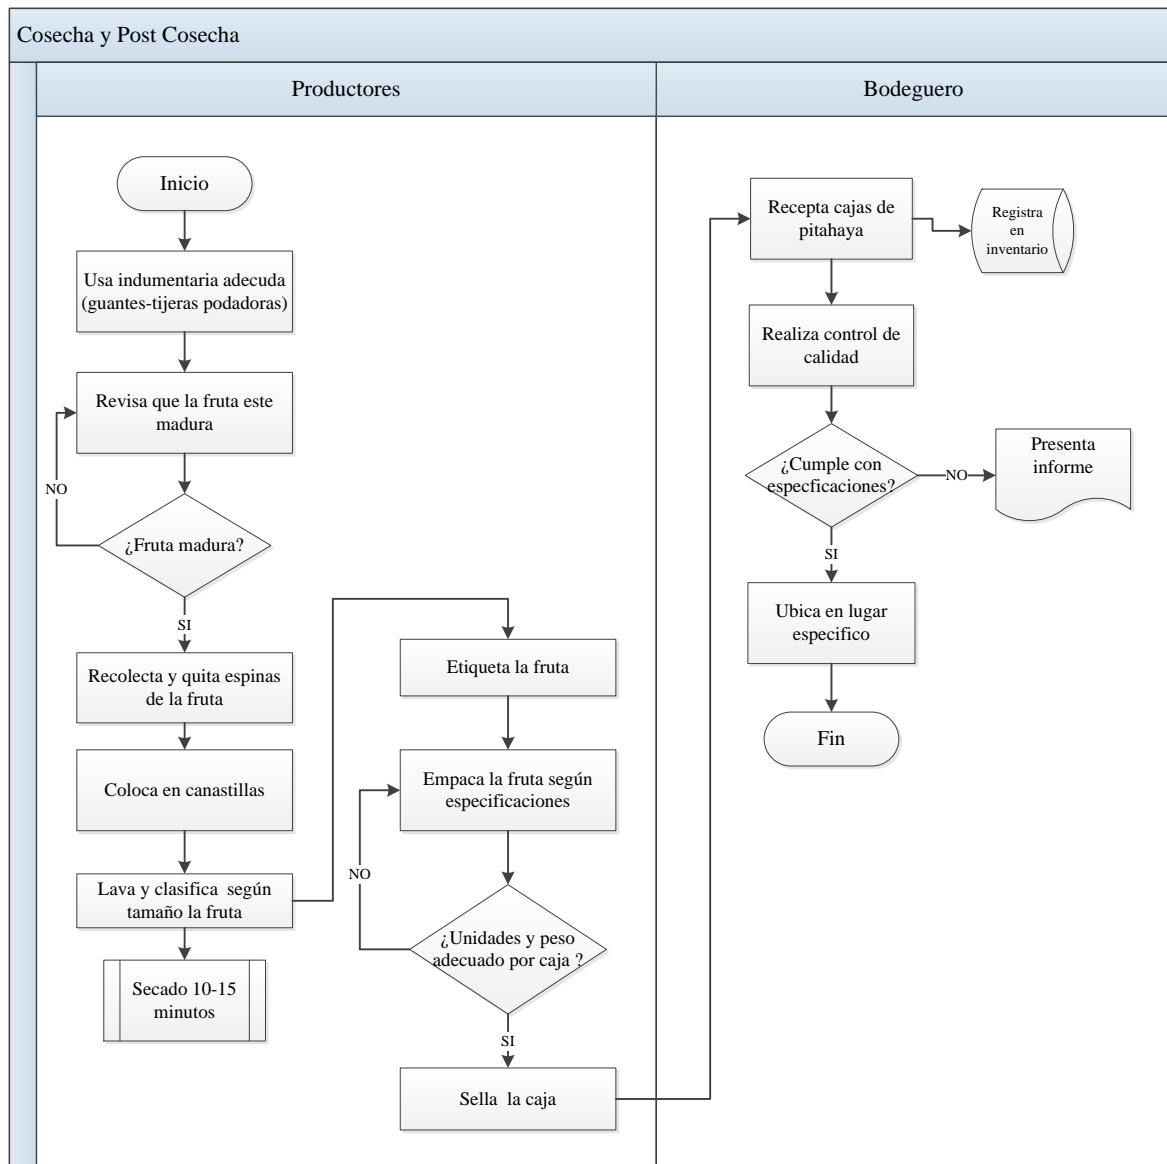 Cosecha y Post Cosecha
Productores
Bodeguero
Inicio
Usa indumentaria adecuda
(guantes-tijeras podadoras)
Revisa que la fruta este
madura
NO
¿Fruta madura?
SI
Recolecta y quita espinas
de la fruta
Coloca en canastillas
Lava y clasifica según
tamaño la fruta
Secado 10-15
minutos
Etiqueta la fruta
Empaca la fruta según
especificaciones
NO
¿Unidades y peso
adecuado por caja ?
SI
Sella la caja
Recepta cajas de
pitahaya
Registra
en
inventario
Realiza control de
calidad
¿Cumple con
especficaciones?
NO
Presenta
informe
SI
Ubica en lugar
especifico
Fin